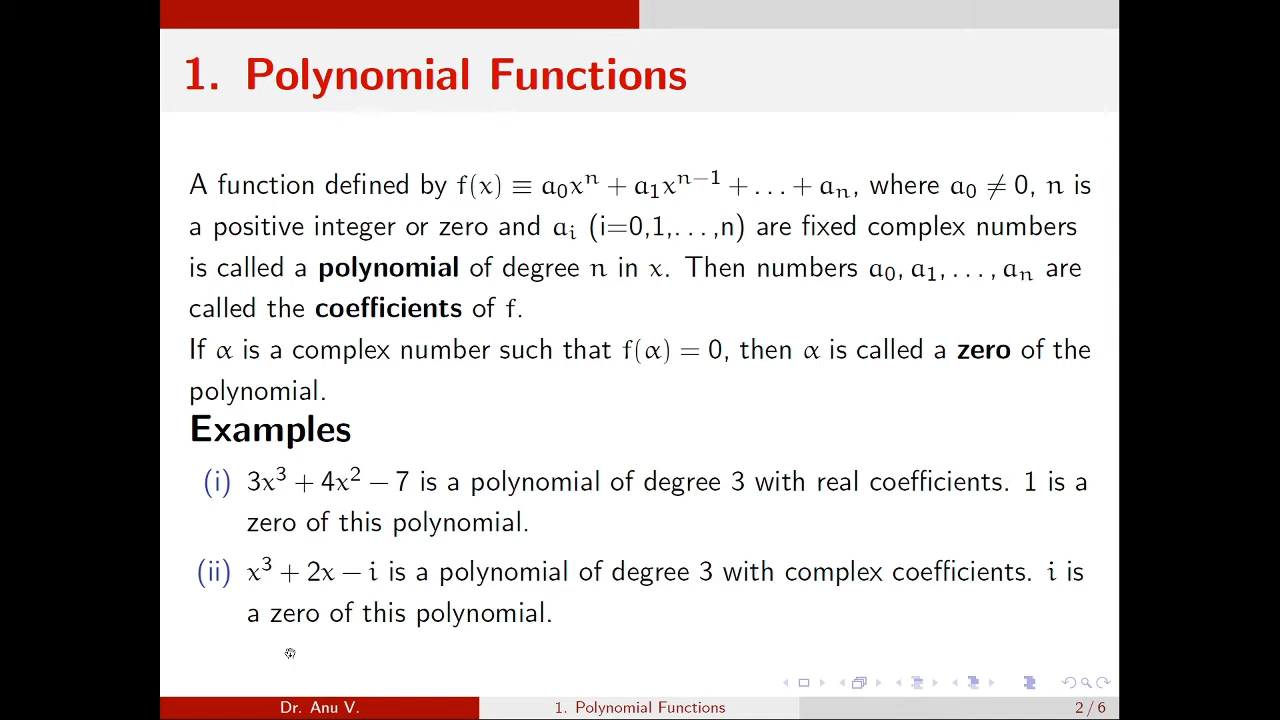 1. Polynomial Functions
A function defined by f(x) ≡ a₀xⁿ + a₁xⁿ⁻¹ + . . . + aₙ, where a₀ ≠ 0, n is
a positive integer or zero and aᵢ (i=0,1,. . . ,n) are fixed complex numbers
is called a polynomial of degree n in x. Then numbers a₀, a₁, . . . , aₙ are
called the coefficients of f.
If α is a complex number such that f(α) = 0, then α is called a zero of the
polynomial.
Examples
(i) 3x³ + 4x² − 7 is a polynomial of degree 3 with real coefficients. 1 is a
zero of this polynomial.
(ii) x³ + 2x − i is a polynomial of degree 3 with complex coefficients. i is
a zero of this polynomial.
Dr. Anu V. 1. Polynomial Functions 2 / 6